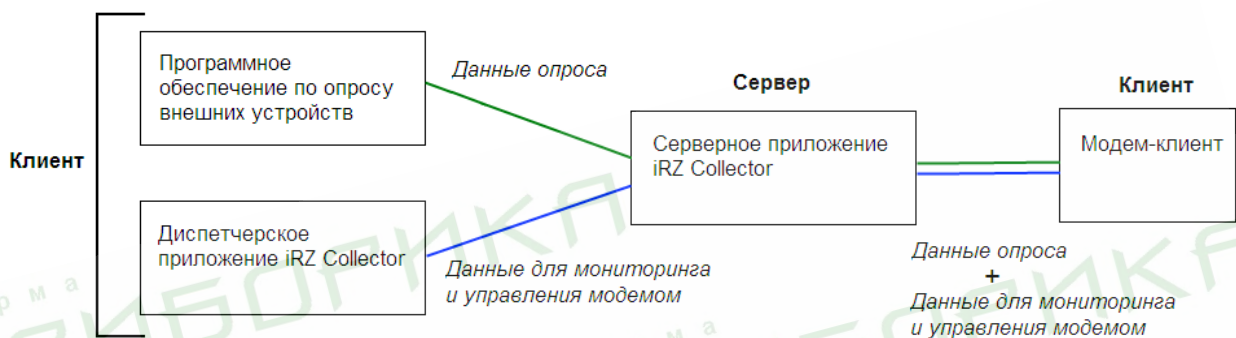 Клиент
Программное
обеспечение по опросу
внешних устройств
Данные опроса
Диспетчерское
приложение iRZ Collector
Данные для мониторинга
и управления модемом
Сервер
Серверное приложение
iRZ Collector
Клиент
Модем-клиент
Данные опроса
+
Данные для мониторинга
и управления модемом